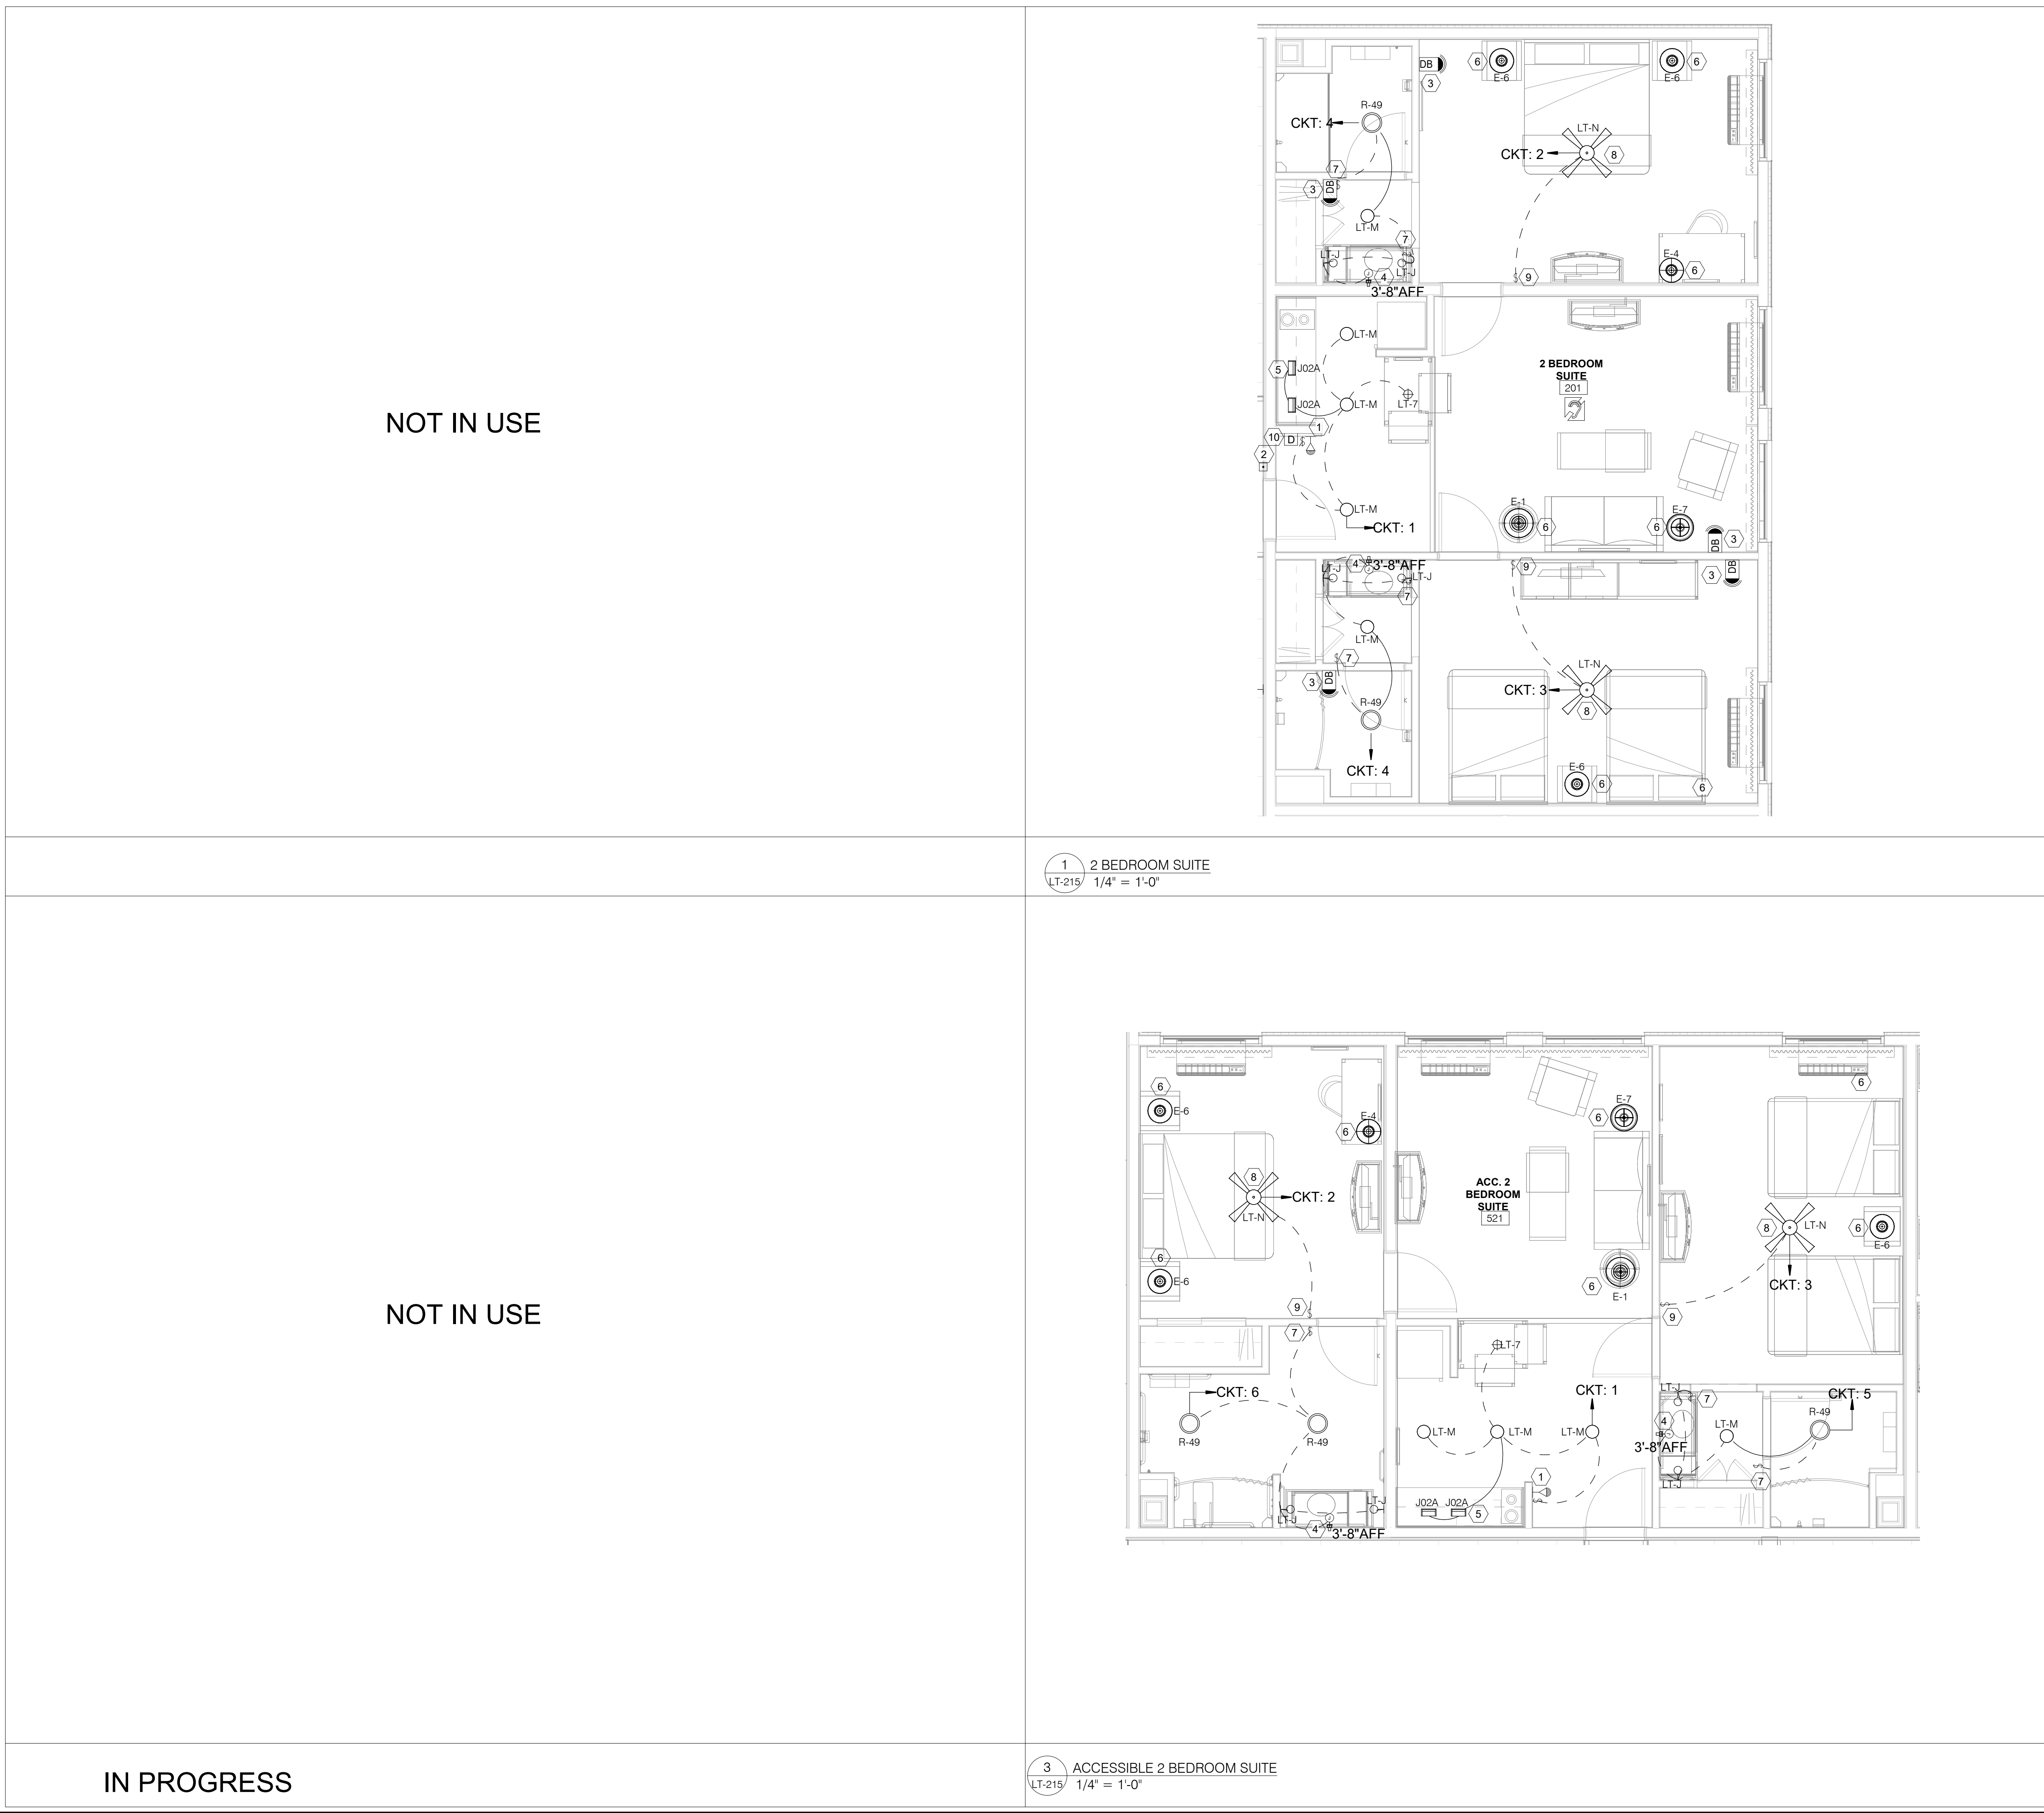 NOT IN USE
DB
3
6
E-6
6
E-6
R-49
CKT: 4
LT-N
CKT: 2
8
7
3
DB
LT-M
7
LT-J
LT-J
4
3'-8"AFF
9
E-4
6
LT-M
5
J02A
J02A
LT-M
LT-7
1
10
D
$
2
LT-M
CKT: 1
2 BEDROOM
SUITE
201
E-1
6
6
E-7
DB
3
4
3'-8"AFF
LT-J
LT-J
7
9
3
DB
LT-M
$
7
3
DB
R-49
CKT: 4
LT-N
CKT: 3
8
E-6
6
6
1
LT-215
2 BEDROOM SUITE
1/4" = 1'-0"
NOT IN USE
6
E-6
E-4
6
8
CKT: 2
LT-N
6
E-6
9
$
7
$
CKT: 6
R-49
R-49
LT-J
LT-J
4
3'-8"AFF
E-7
6
ACC. 2
BEDROOM
SUITE
521
6
E-1
LT-7
CKT: 1
LT-M
LT-M
LT-M
1
J02A
J02A
5
6
8
LT-N
6
E-6
CKT: 3
9
LT-J
7
CKT: 5
4
LT-M
R-49
3'-8"AFF
LT-J
7
IN PROGRESS
3
LT-215
ACCESSIBLE 2 BEDROOM SUITE
1/4" = 1'-0"